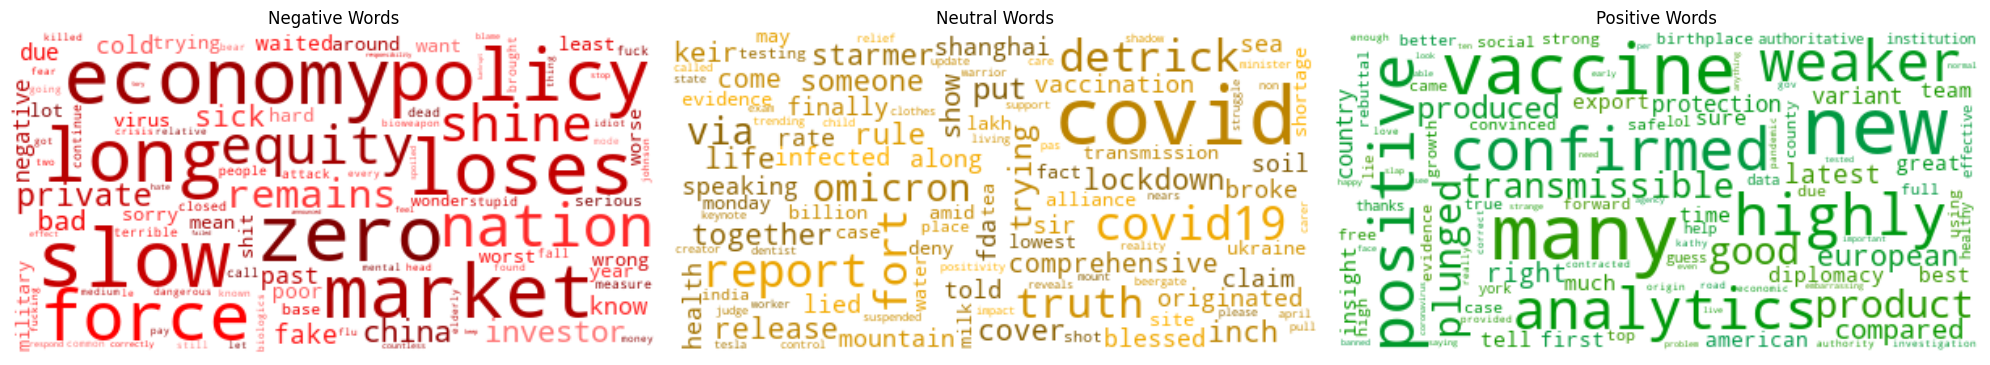 Negative Words
killed
due
cold
trying
bear
waited
around
responsibility
want
blame
brought
least
fuck
thing
stop
fear
going
economy
policy
negative
lot
virus
sick
hard
dead
bioweapon
shine
idiot
worse
crisis
relative
continue
got
two
long
equity
loses
mode
johnson
people
attack
every
spoiled
private
hate
remains
wonder
stupid
serious
closed
feel
bad
sorry
mean
terrible
shit
zero
announced
failed
nation
effect
slow
call
past
mental
head
worst
found
fall
wrong
year
measure
military
fucking
medium
le
dangerous
known
poor
base
biologics
market
know
force
fake
flu
china
elderly
investor
money
pay
respond
common
correctly
still
let
countless
Neutral Words
keir
may
testing
relief
starmer
shanghai
shadow
update
detrick
sea
minister
called
state
come
someone
warrior
care
put
vaccination
non
shortage
evidence
exam
finally
clothes
show
support
covid
struggle
trending
child
via
rate
rule
lakh
living
trying
pas
life
infected
along
transmission
soil
fact
lockdown
nears
speaking
omicron
fdatea
broke
monday
alliance
keynote
billion
amid
sir
covid19
carer
together
case
place
deny
lowest
reality
ukraine
creator
dentist
fort
water
positivity
comprehensive
report
mount
reveals
beergate
claim
health
india
worker
lied
told
truth
originated
judge
suspended
milk
impact
please
april
release
mountain
cover
shot
site
blessed
inch
pull
tesla
control
Positive Words
enough
better
social
strong
birthplace
authoritative
institution
ten
per
look
able
came
early
vaccine
anything
weaker
gov
normal
country
rebuttal
positive
produced
export
protection
variant
team
convinced
safe
lol
sure
county
new
effective
love
lie
growth
confirmed
pandemic
need
tested
great
happy
slap
see
transmissible
data
due
latest
full
thanks
true
strange
forward
agency
time
help
highly
using
healthy
free
face
evidence
plunged
correct
many
kathy
guess
even
good
important
european
insight
high
coronavirus
really
right
contracted
york
much
diplomacy
best
case
origin
road
economic
embarrassing
provided
analytics
live
product
banned
saying
tell
first
top
problem
american
authority
compared
investigation